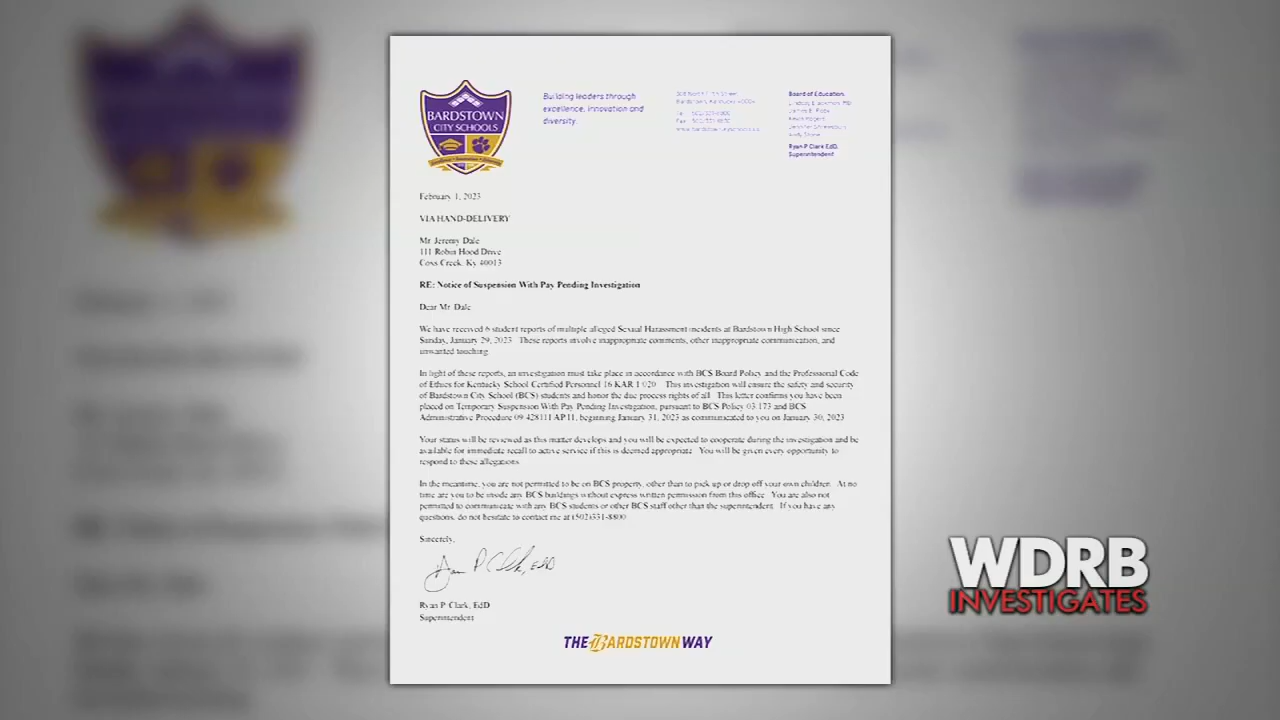 BARDSTOWN
CITY SCHOOLS
Building leaders through
excellence, innovation and
diversity.
Bardstown, Kentucky 40004
Board of Education
Ryan P Clark EdD.
Superintendent
February 1, 2023
VIA HAND-DELIVERY
Mr. Jeremy Dale
111 Robin Hood Drive
Coxs Creek, Ky 40013
RE: Notice of Suspension With Pay Pending Investigation
Dear Mr. Dale
We have received 6 student reports of multiple alleged Sexual Harassment incidents at Bardstown High School since
Sunday, January 29, 2023 These reports involve inappropriate comments, other inappropriate communication, and
unwanted touching.
In light of these reports, an investigation must take place in accordance with BCS Board Policy and the Professional Code
of Ethics for Kentucky School Certified Personnel 16 KAR 1 020 This investigation will ensure the safety and security
of Bardstown City School (BCS) students and honor the due process rights of all This letter confirms you have been
placed on Temporary Suspension With Pay Pending Investigation, pursuant to BCS Policy 03 173 and BCS
Administrative Procedure 09 428111 AP 11, beginning January 31, 2023 as communicated to you on January 30, 2023
Your status will be reviewed as this matter develops and you will be expected to cooperate during the investigation and be
available for immediate recall to active service if this is deemed appropriate You will be given every opportunity to
respond to these allegations
In the meantime, you are not permitted to be on BCS property, other than to pick up or drop off your own children. At no
time are you to be inside any BCS buildings without express written permission from this office You are also not
permitted to communicate with any BCS students or other BCS staff other than the superintendent If you have any
questions, do not hesitate to contact me at (502)331-8800
Sincerely,
Ryan P. Clark, EdD
Superintendent
THE BARDSTOWN WAY
WDRB
INVESTIGATES